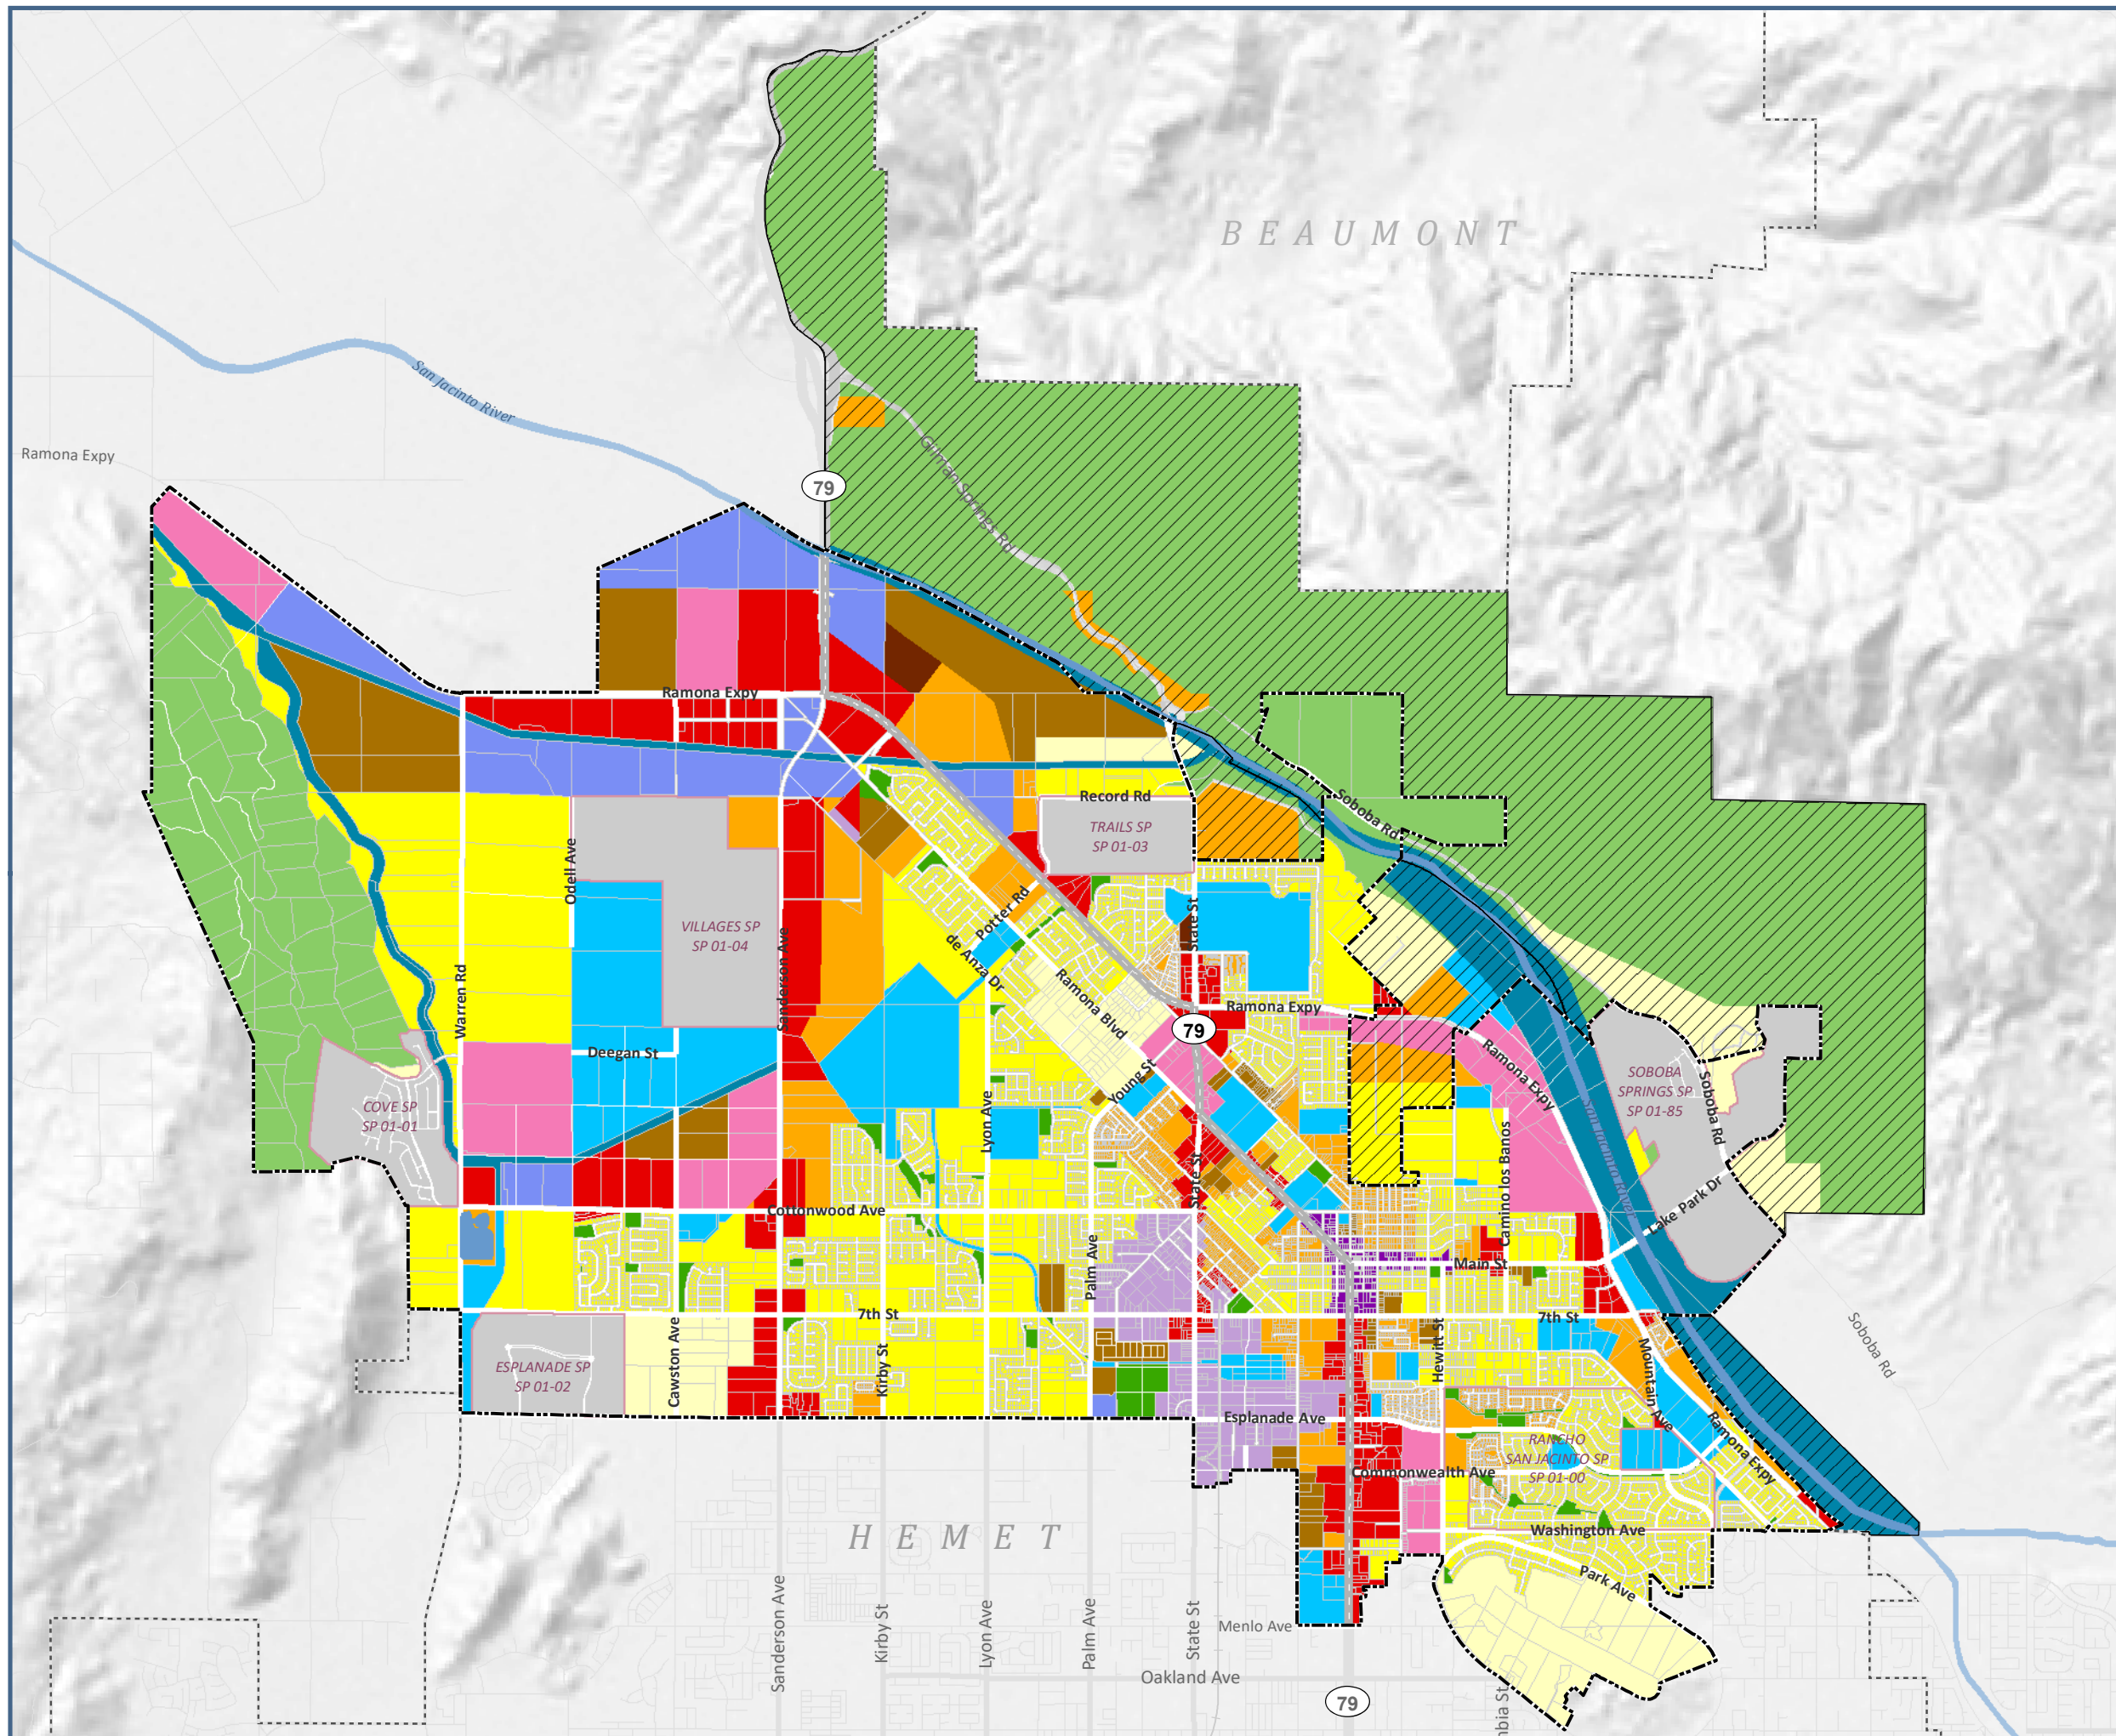 BEAUMONT
San Jacinto River
Ramona Expy
79
Gilman Springs Rd
Ramona Expy
Soboba Rd
Record Rd
TRAILS SP
SP 01-03
Odell Ave
VILLAGES SP
SP 01-04
Potter Rd
State St
de Anza Dr
Sanderson Ave
Warren Rd
Ramona Blvd
Ramona Expy
79
Deegan St
Ramona Expy
Young St
COVE SP
SP 01-01
SOBOBA
SPRINGS SP
SP 01-85
Soboba Rd
San Jacinto River
Lyon Ave
Camino los Banos
State St
Lake Park Dr
Cottonwood Ave
Palm Ave
Main St
7th St
7th St
Soboba Rd
Cawston Ave
Kirby St
Hewitt St
Mountain Ave
ESPLANADE SP
SP 01-02
Esplanade Ave
Ramona Expy
RANCHO
SAN JACINTO SP
SP 01-00
Commonwealth Ave
HEMET
Washington Ave
Park Ave
Sanderson Ave
Kirby St
Lyon Ave
Palm Ave
State St
Menlo Ave
Oakland Ave
79